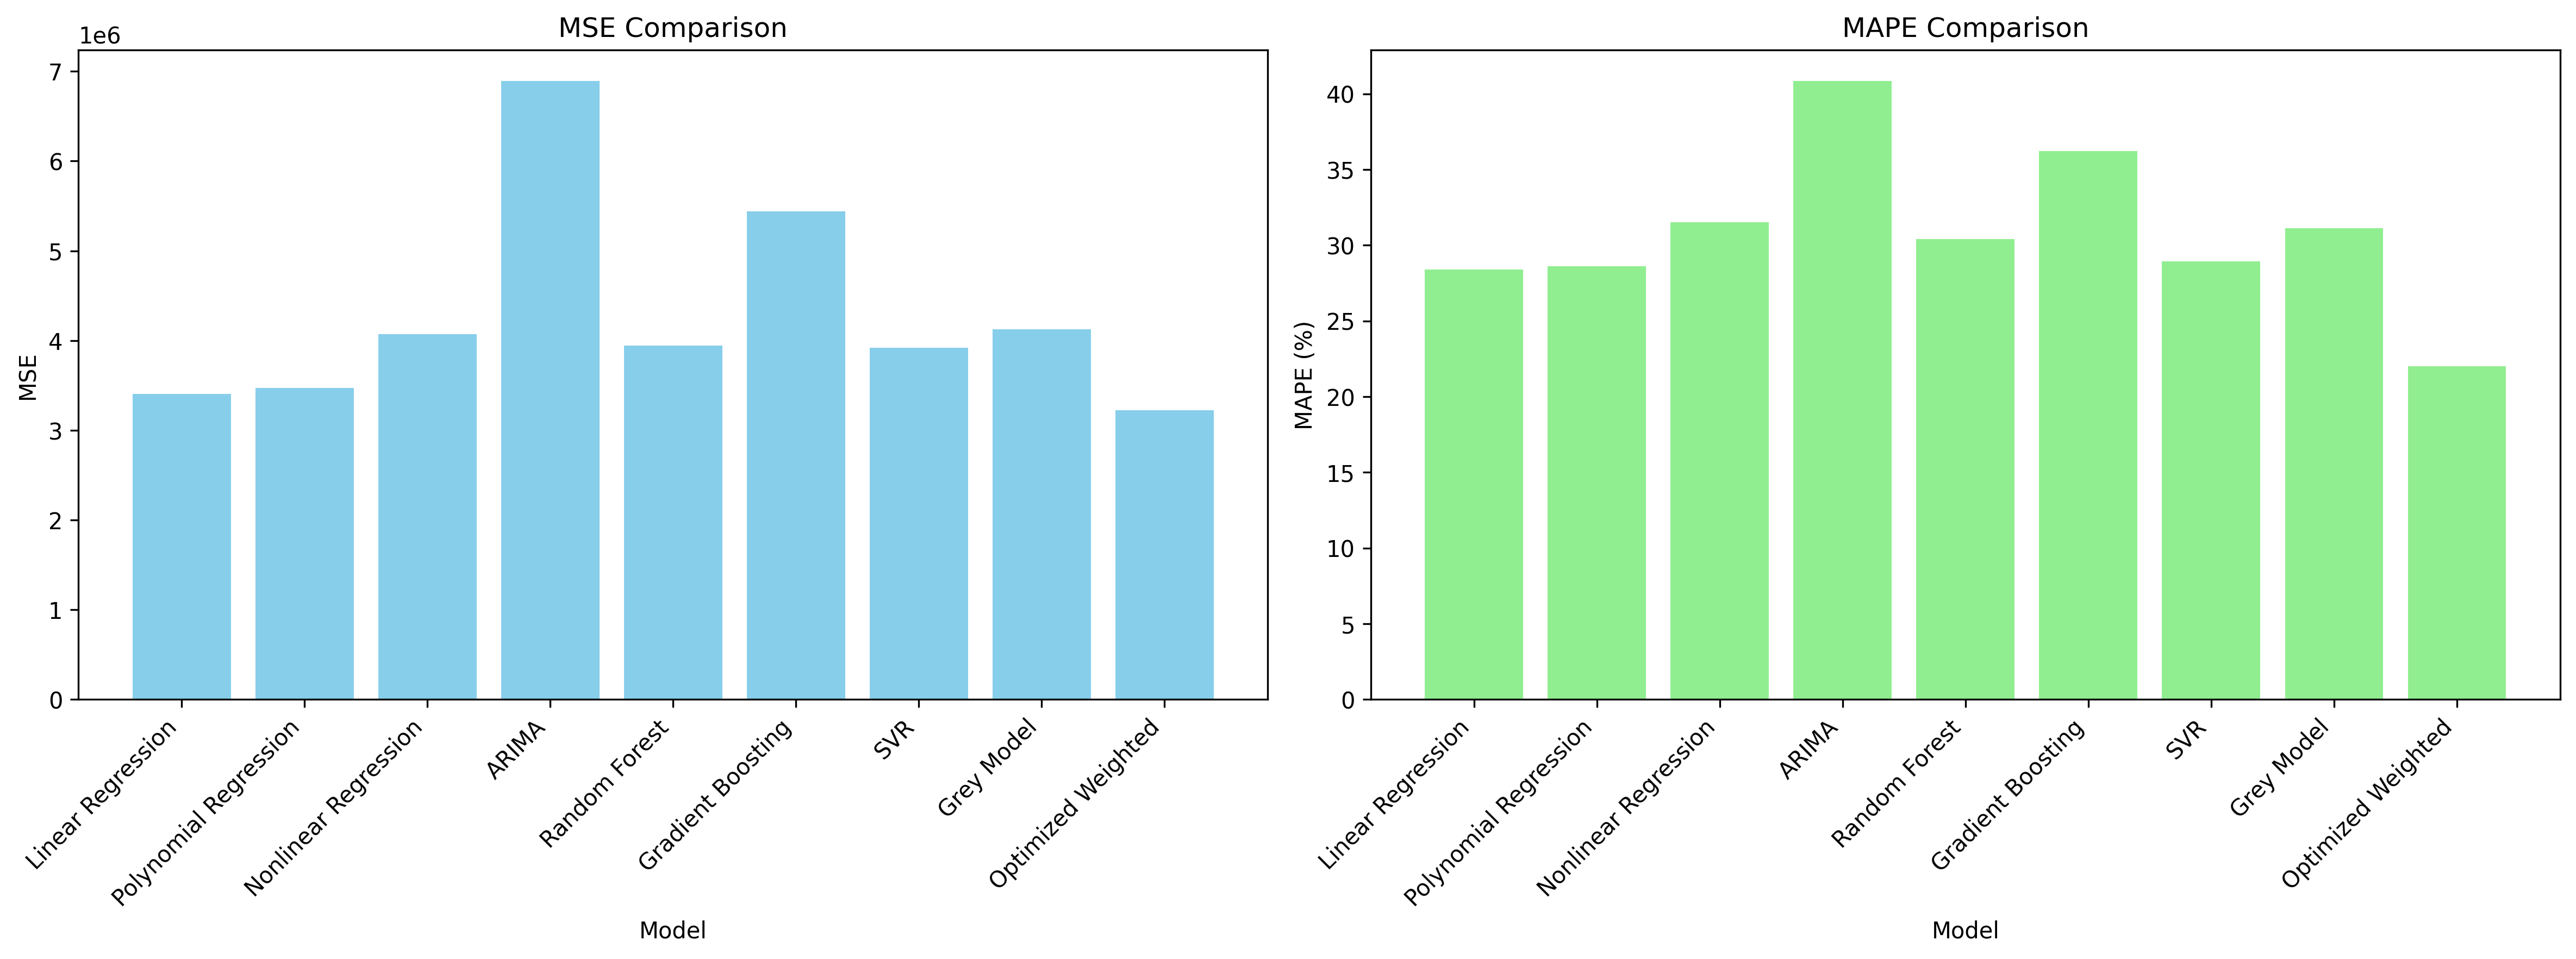 MSE Comparison
1e6
7
6
5
4
3
2
1
0
MSE
Linear Regression
Polynomial Regression
Nonlinear Regression
ARIMA
Random Forest
Gradient Boosting
SVR
Grey Model
Optimized Weighted
Model
MAPE Comparison
40
35
30
25
20
15
10
5
0
MAPE (%)
Linear Regression
Polynomial Regression
Nonlinear Regression
ARIMA
Random Forest
Gradient Boosting
SVR
Grey Model
Optimized Weighted
Model